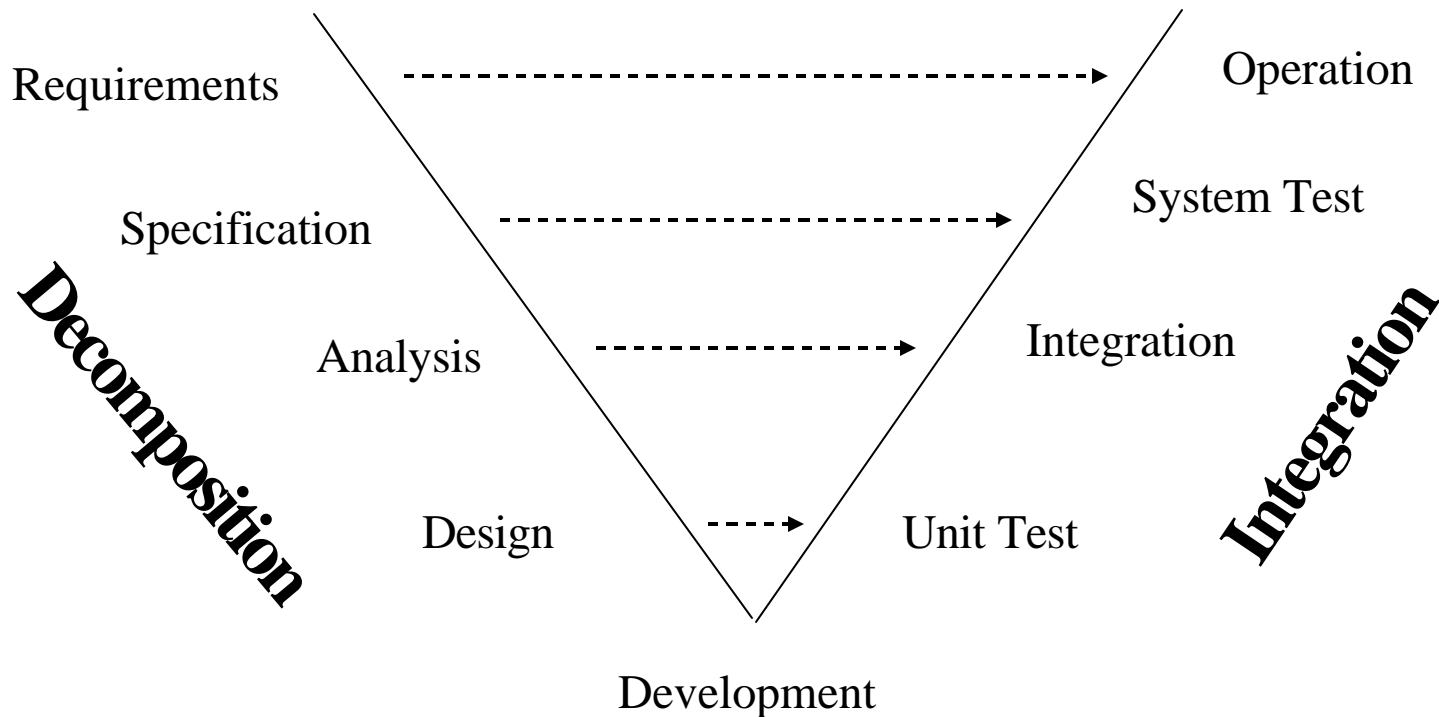 Requirements
Operation
Specification
System Test
Decomposition
Analysis
Integration
Integration
Design
Unit Test
Development